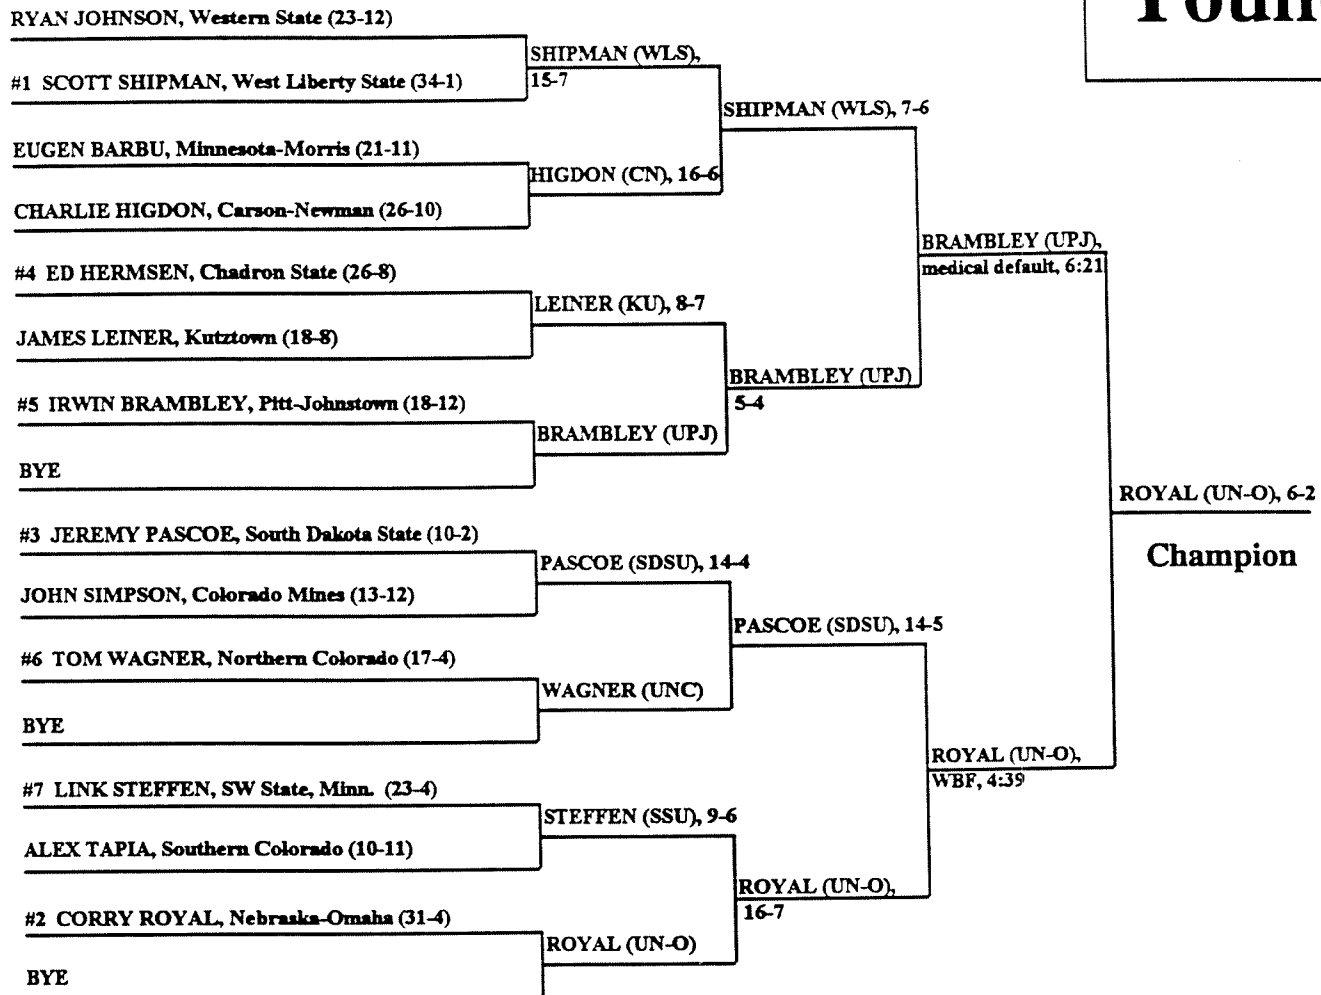 RYAN JOHNSON, Western State (23-12)
#1 SCOTT SHIPMAN, West Liberty State (34-1)
EUGEN BARBU, Minnesota-Morris (21-11)
CHARLIE HIGDON, Carson-Newman (26-10)
#4 ED HERMSEN, Chadron State (26-8)
JAMES LEINER, Kutztown (18-8)
#5 IRWIN BRAMBLEY, Pitt-Johnstown (18-12)
BYE
#3 JEREMY PASCOE, South Dakota State (10-2)
JOHN SIMPSON, Colorado Mines (13-12)
#6 TOM WAGNER, Northern Colorado (17-4)
BYE
#7 LINK STEFFEN, SW State, Minn. (23-4)
ALEX TAPIA, Southern Colorado (10-11)
#2 CORRY ROYAL, Nebraska-Omaha (31-4)
BYE
SHIPMAN (WLS),
15-7
HIGDON (CN), 16-6
LEINER (KU), 8-7
BRAMBLEY (UPJ)
PASCOE (SDSU), 14-4
WAGNER (UNC)
STEFFEN (SSU), 9-6
ROYAL (UN-O)
SHIPMAN (WLS), 7-6
BRAMBLEY (UPJ)
5-4
PASCOE (SDSU), 14-5
ROYAL (UN-O),
16-7
BRAMBLEY (UPJ),
medical default, 6:21
ROYAL (UN-O),
WBF, 4:39
ROYAL (UN-O), 6-2
Champion